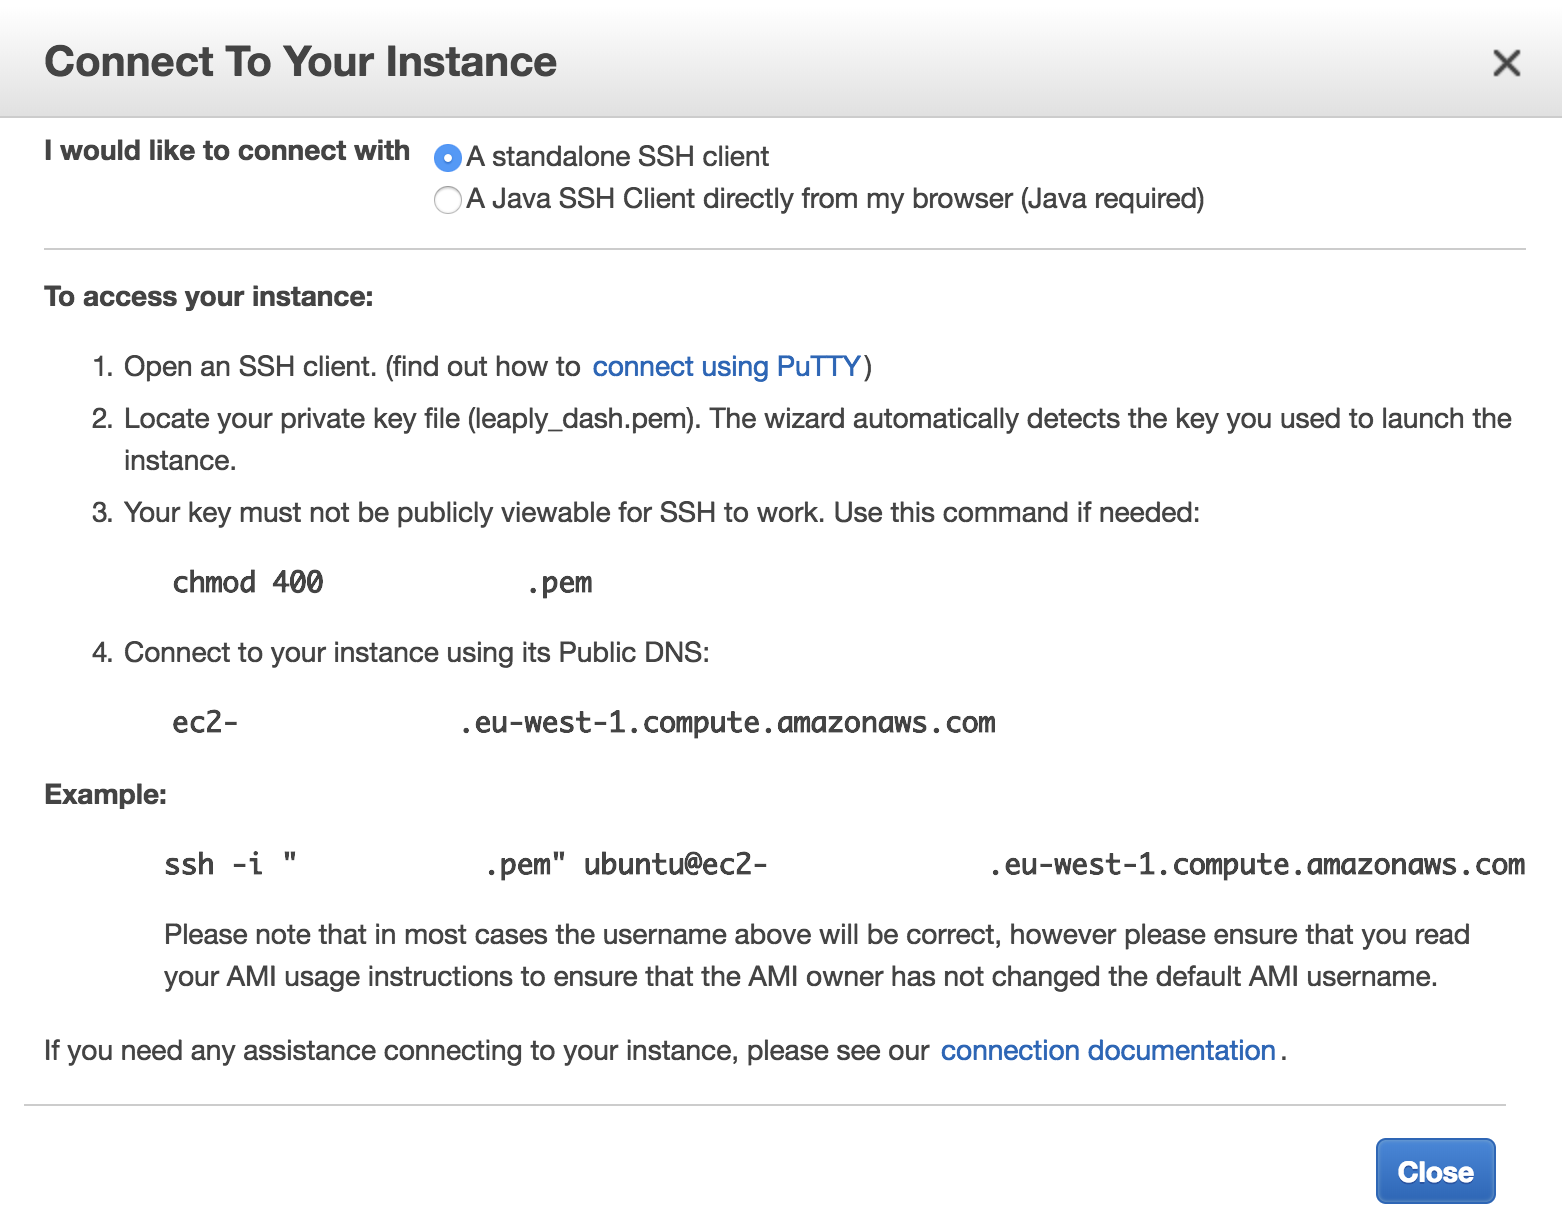 Connect To Your Instance
I would like to connect with
A standalone SSH client
A Java SSH Client directly from my browser (Java required)
To access your instance:
1. Open an SSH client. (find out how to connect using PuTTY)
2. Locate your private key file (leaply_dash.pem). The wizard automatically detects the key you used to launch the
instance.
3. Your key must not be publicly viewable for SSH to work. Use this command if needed:
chmod 400 .pem
4. Connect to your instance using its Public DNS:
ec2- .eu-west-1.compute.amazonaws.com
Example:
ssh -i " .pem" ubuntu@ec2- .eu-west-1.compute.amazonaws.com
Please note that in most cases the username above will be correct, however please ensure that you read
your AMI usage instructions to ensure that the AMI owner has not changed the default AMI username.
If you need any assistance connecting to your instance, please see our connection documentation.
Close